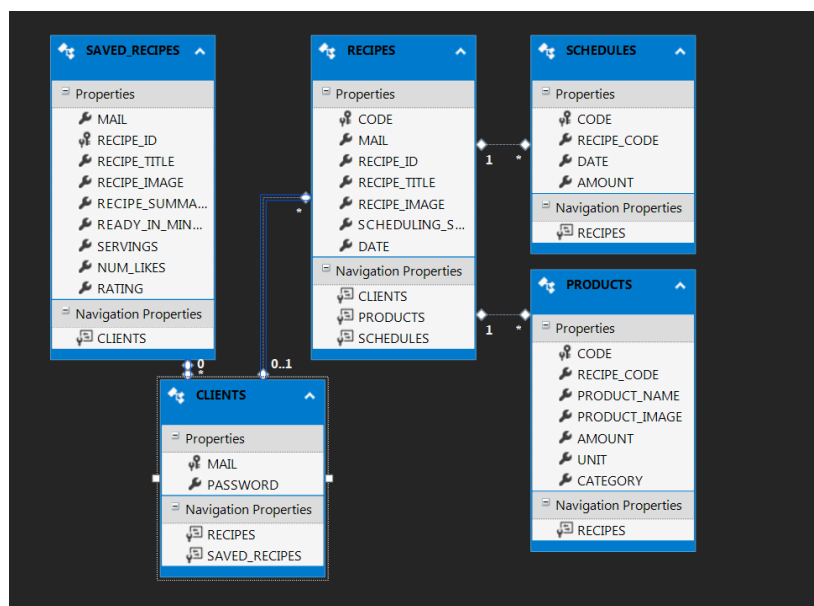 SAVED_RECIPES
Properties
MAIL
RECIPE_ID
RECIPE_TITLE
RECIPE_IMAGE
RECIPE_SUMMA...
READY_IN_MIN...
SERVINGS
NUM_LIKES
RATING
Navigation Properties
CLIENTS
RECIPES
Properties
CODE
MAIL
RECIPE_ID
RECIPE_TITLE
RECIPE_IMAGE
SCHEDULING_S...
DATE
Navigation Properties
CLIENTS
PRODUCTS
SCHEDULES
SCHEDULES
Properties
CODE
RECIPE_CODE
DATE
AMOUNT
Navigation Properties
RECIPES
1 *
*
PRODUCTS
Properties
CODE
RECIPE_CODE
PRODUCT_NAME
PRODUCT_IMAGE
AMOUNT
UNIT
CATEGORY
Navigation Properties
RECIPES
1 *
0
*
0..1
CLIENTS
Properties
MAIL
PASSWORD
Navigation Properties
RECIPES
SAVED_RECIPES